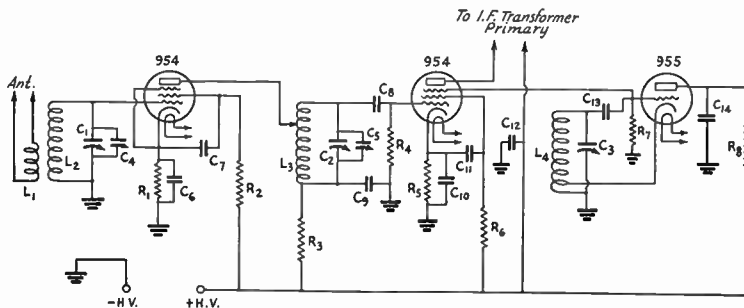 To I.F. Transformer
Primary
954
954
955
Ant.
C8
C13
C1
C4
C7
L1
L2
R1
C6
R2
L3
C2
C5
R4
C9
R3
C12
C11
R5
C10
R6
R7
L4
C3
C14
R8
-H.V.
+H.V.